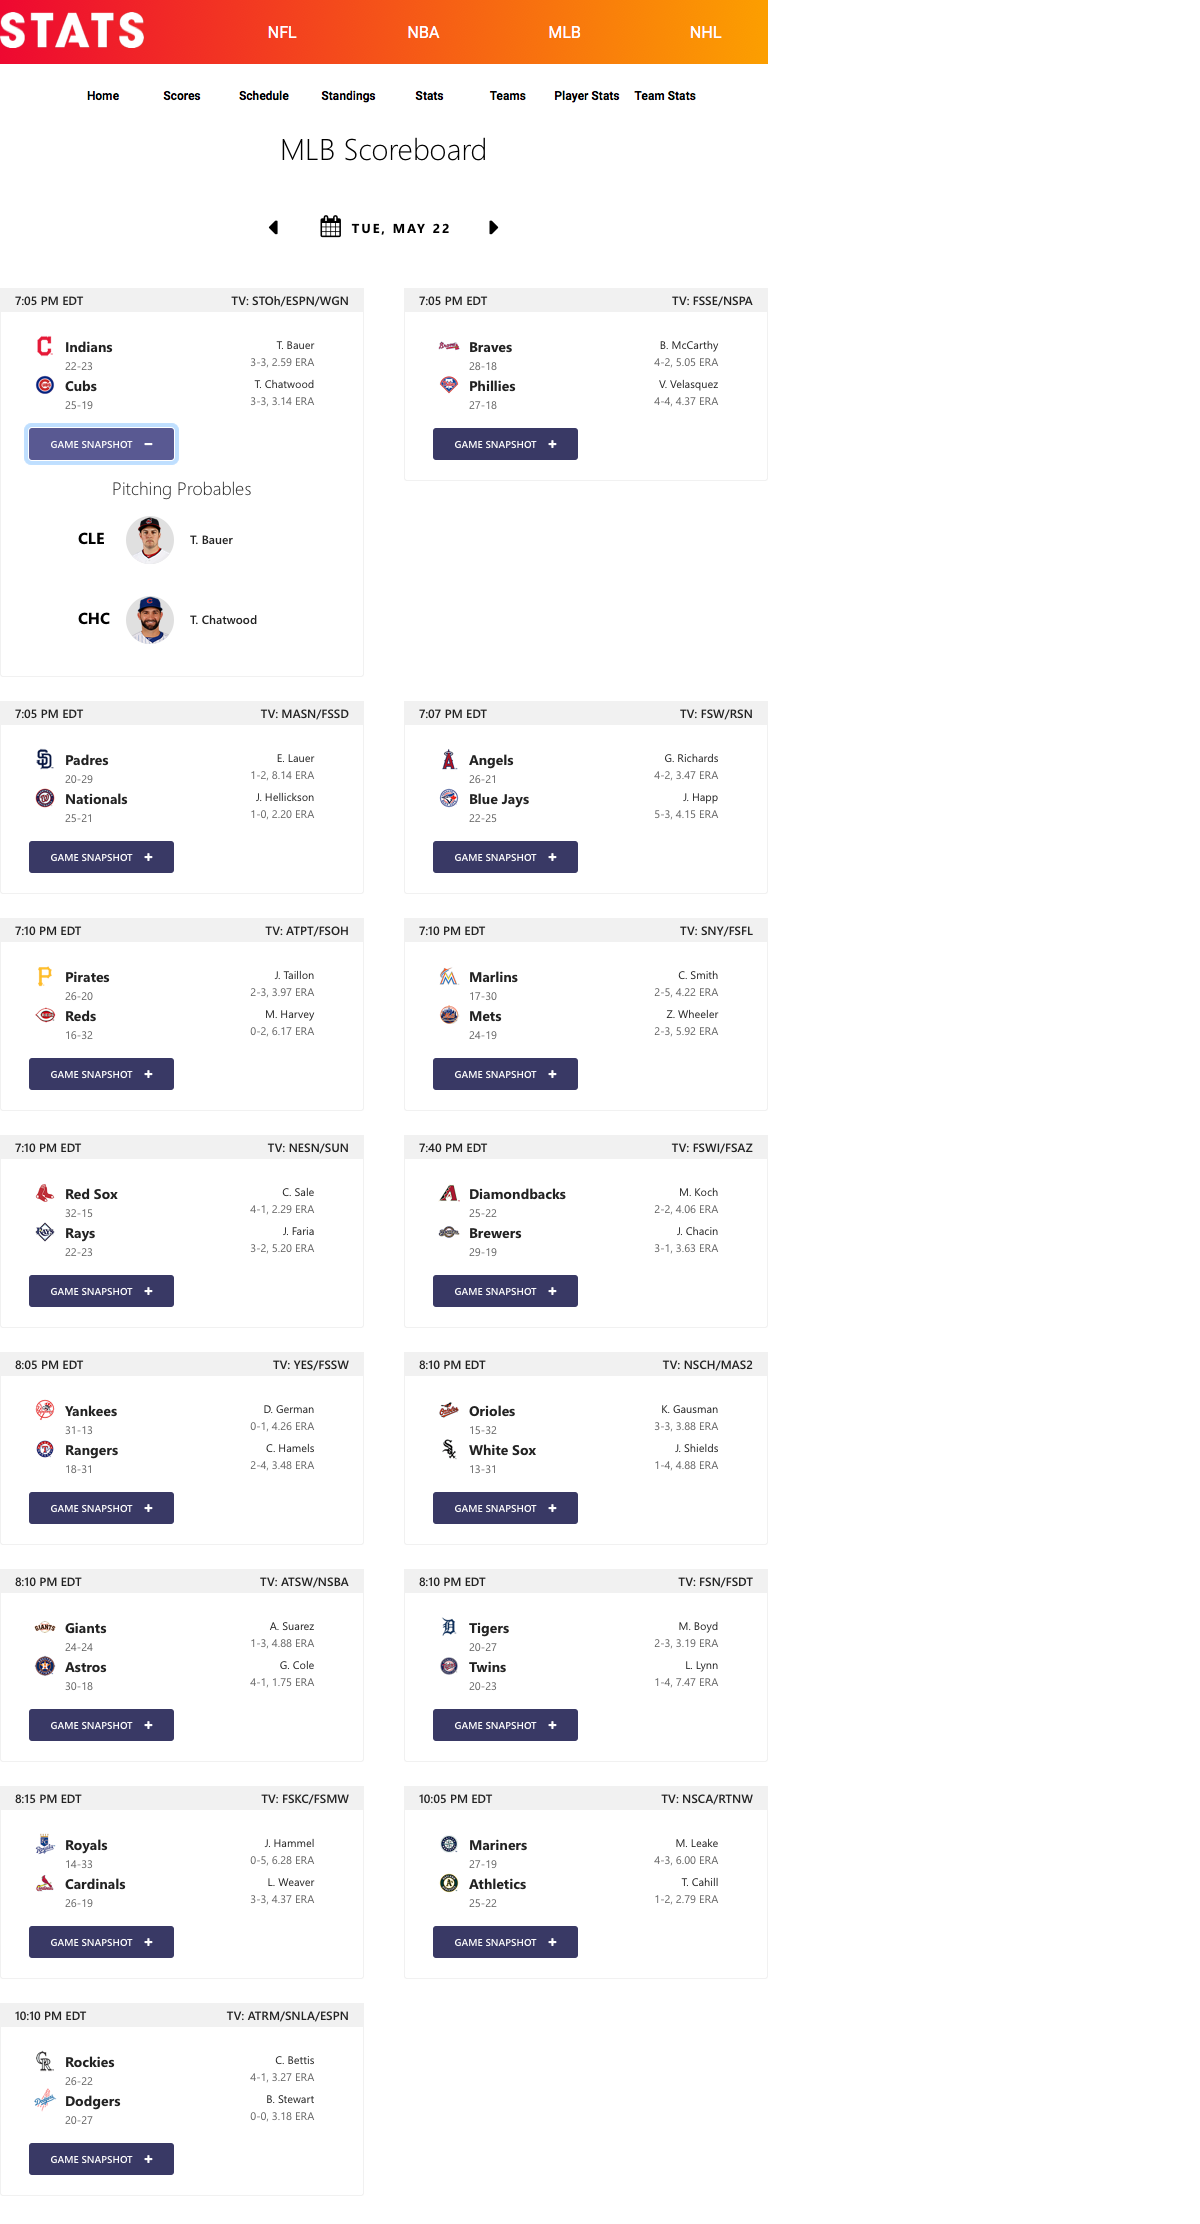 STATS NFL NBA MLB NHL
Home Scores Schedule Standings Stats Teams Player Stats Team Stats
MLB Scoreboard
TUE, MAY 22
7:05 PM EDT TV: STOh/ESPN/WGN
Indians T. Bauer
22-23 3-3, 2.59 ERA
Cubs T. Chatwood
25-19 3-3, 3.14 ERA
GAME SNAPSHOT −
Pitching Probables
CLE T. Bauer
CHC T. Chatwood
7:05 PM EDT TV: FSSE/NSPA
Braves B. McCarthy
28-18 4-2, 5.05 ERA
Phillies V. Velasquez
27-18 4-4, 4.37 ERA
GAME SNAPSHOT +
7:05 PM EDT TV: MASN/FSSD
Padres E. Lauer
20-29 1-2, 8.14 ERA
Nationals J. Hellickson
25-21 1-0, 2.20 ERA
GAME SNAPSHOT +
7:07 PM EDT TV: FSW/RSN
Angels G. Richards
26-21 4-2, 3.47 ERA
Blue Jays J. Happ
22-25 5-3, 4.15 ERA
GAME SNAPSHOT +
7:10 PM EDT TV: ATPT/FSOH
Pirates J. Taillon
26-20 2-3, 3.97 ERA
Reds M. Harvey
16-32 0-2, 6.17 ERA
GAME SNAPSHOT +
7:10 PM EDT TV: SNY/FSFL
Marlins C. Smith
17-30 2-5, 4.22 ERA
Mets Z. Wheeler
24-19 2-3, 5.92 ERA
GAME SNAPSHOT +
7:10 PM EDT TV: NESN/SUN
Red Sox C. Sale
32-15 4-1, 2.29 ERA
Rays J. Faria
22-23 3-2, 5.20 ERA
GAME SNAPSHOT +
7:40 PM EDT TV: FSWI/FSAZ
Diamondbacks M. Koch
25-22 2-2, 4.06 ERA
Brewers J. Chacin
29-19 3-1, 3.63 ERA
GAME SNAPSHOT +
8:05 PM EDT TV: YES/FSSW
Yankees D. German
31-13 0-1, 4.26 ERA
Rangers C. Hamels
18-31 2-4, 3.48 ERA
GAME SNAPSHOT +
8:10 PM EDT TV: NSCH/MAS2
Orioles K. Gausman
15-32 3-3, 3.88 ERA
White Sox J. Shields
13-31 1-4, 4.88 ERA
GAME SNAPSHOT +
8:10 PM EDT TV: ATSW/NSBA
Giants A. Suarez
24-24 1-3, 4.88 ERA
Astros G. Cole
30-18 4-1, 1.75 ERA
GAME SNAPSHOT +
8:10 PM EDT TV: FSN/FSDT
Tigers M. Boyd
20-27 2-3, 3.19 ERA
Twins L. Lynn
20-23 1-4, 7.47 ERA
GAME SNAPSHOT +
8:15 PM EDT TV: FSKC/FSMW
Royals J. Hammel
14-33 0-5, 6.28 ERA
Cardinals L. Weaver
26-19 3-3, 4.37 ERA
GAME SNAPSHOT +
10:05 PM EDT TV: NSCA/RTNW
Mariners M. Leake
27-19 4-3, 6.00 ERA
Athletics T. Cahill
25-22 1-2, 2.79 ERA
GAME SNAPSHOT +
10:10 PM EDT TV: ATRM/SNLA/ESPN
Rockies C. Bettis
26-22 4-1, 3.27 ERA
Dodgers B. Stewart
20-27 0-0, 3.18 ERA
GAME SNAPSHOT +